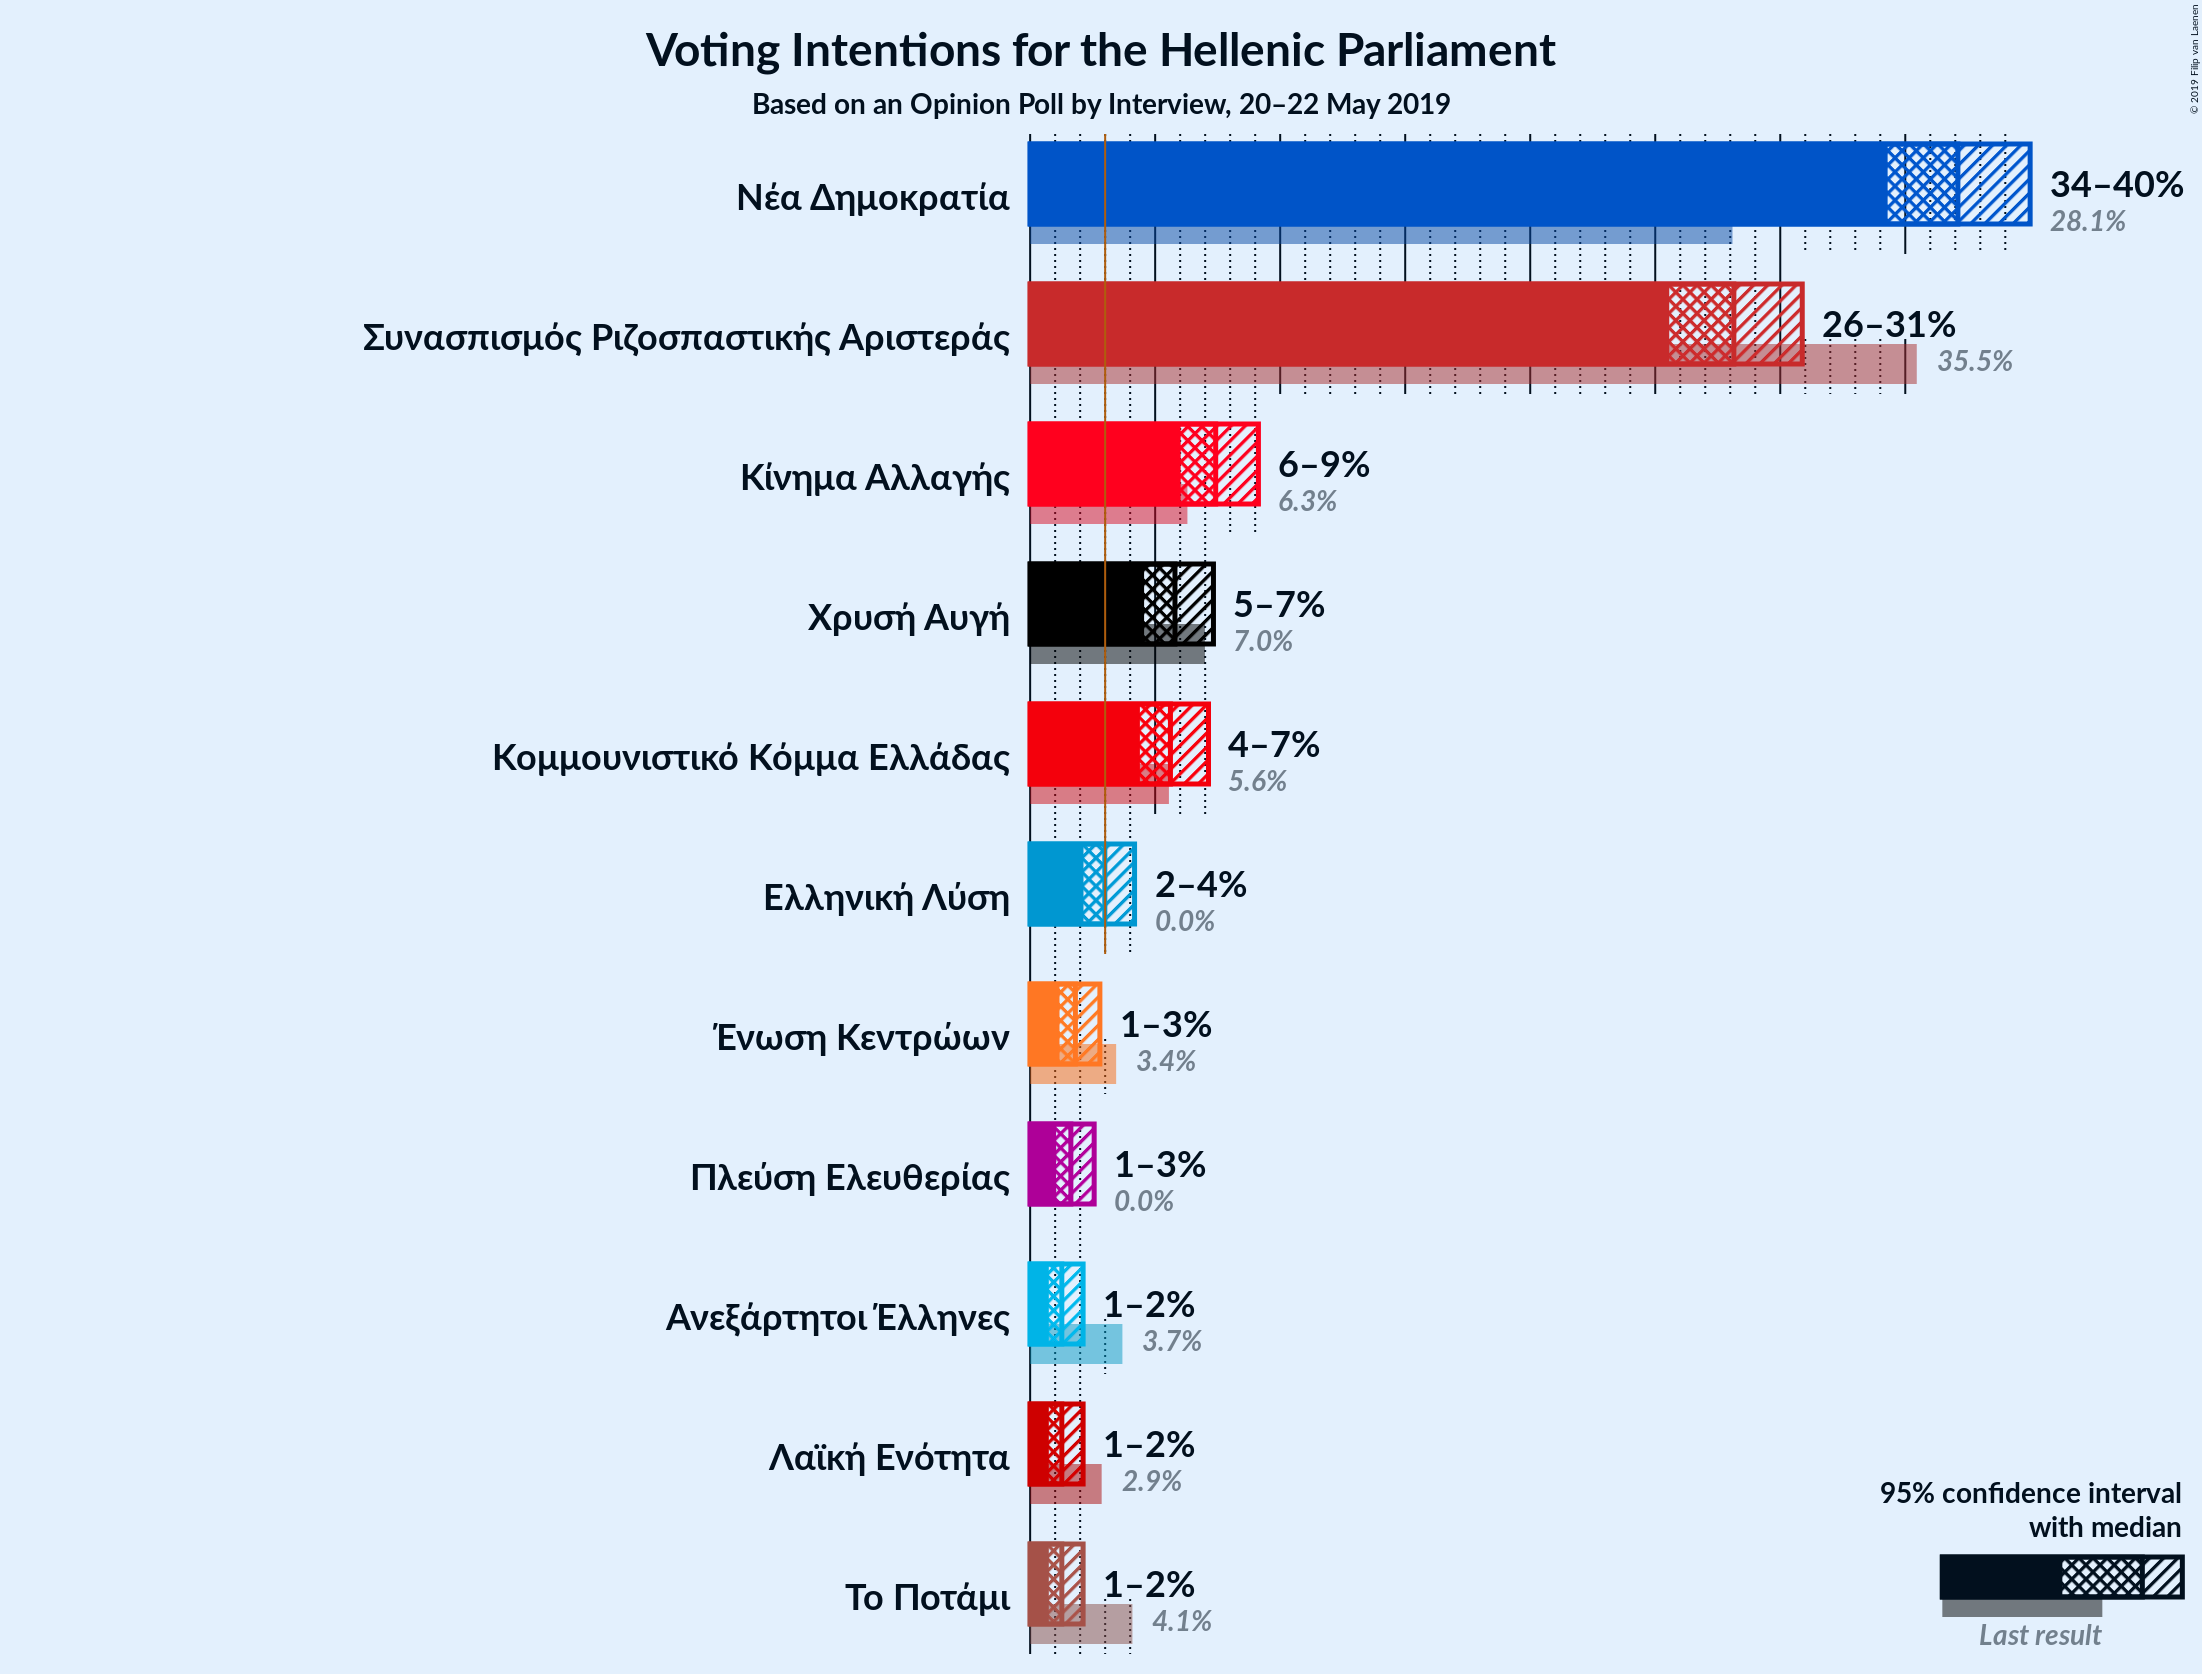 Voting Intentions for the Hellenic Parliament
Based on an Opinion Poll by Interview, 20–22 May 2019
© 2019 Filip van Laenen
Νέα Δημοκρατία
34–40%
28.1%
Συνασπισμός Ριζοσπαστικής Αριστεράς
26–31%
35.5%
Κίνημα Αλλαγής
6–9%
6.3%
Χρυσή Αυγή
5–7%
7.0%
Κομμουνιστικό Κόμμα Ελλάδας
4–7%
5.6%
Ελληνική Λύση
2–4%
0.0%
Ένωση Κεντρώων
1–3%
3.4%
Πλεύση Ελευθερίας
1–3%
0.0%
Ανεξάρτητοι Έλληνες
1–2%
3.7%
Λαϊκή Ενότητα
1–2%
2.9%
Το Ποτάμι
1–2%
4.1%
95% confidence interval
with median
Last result